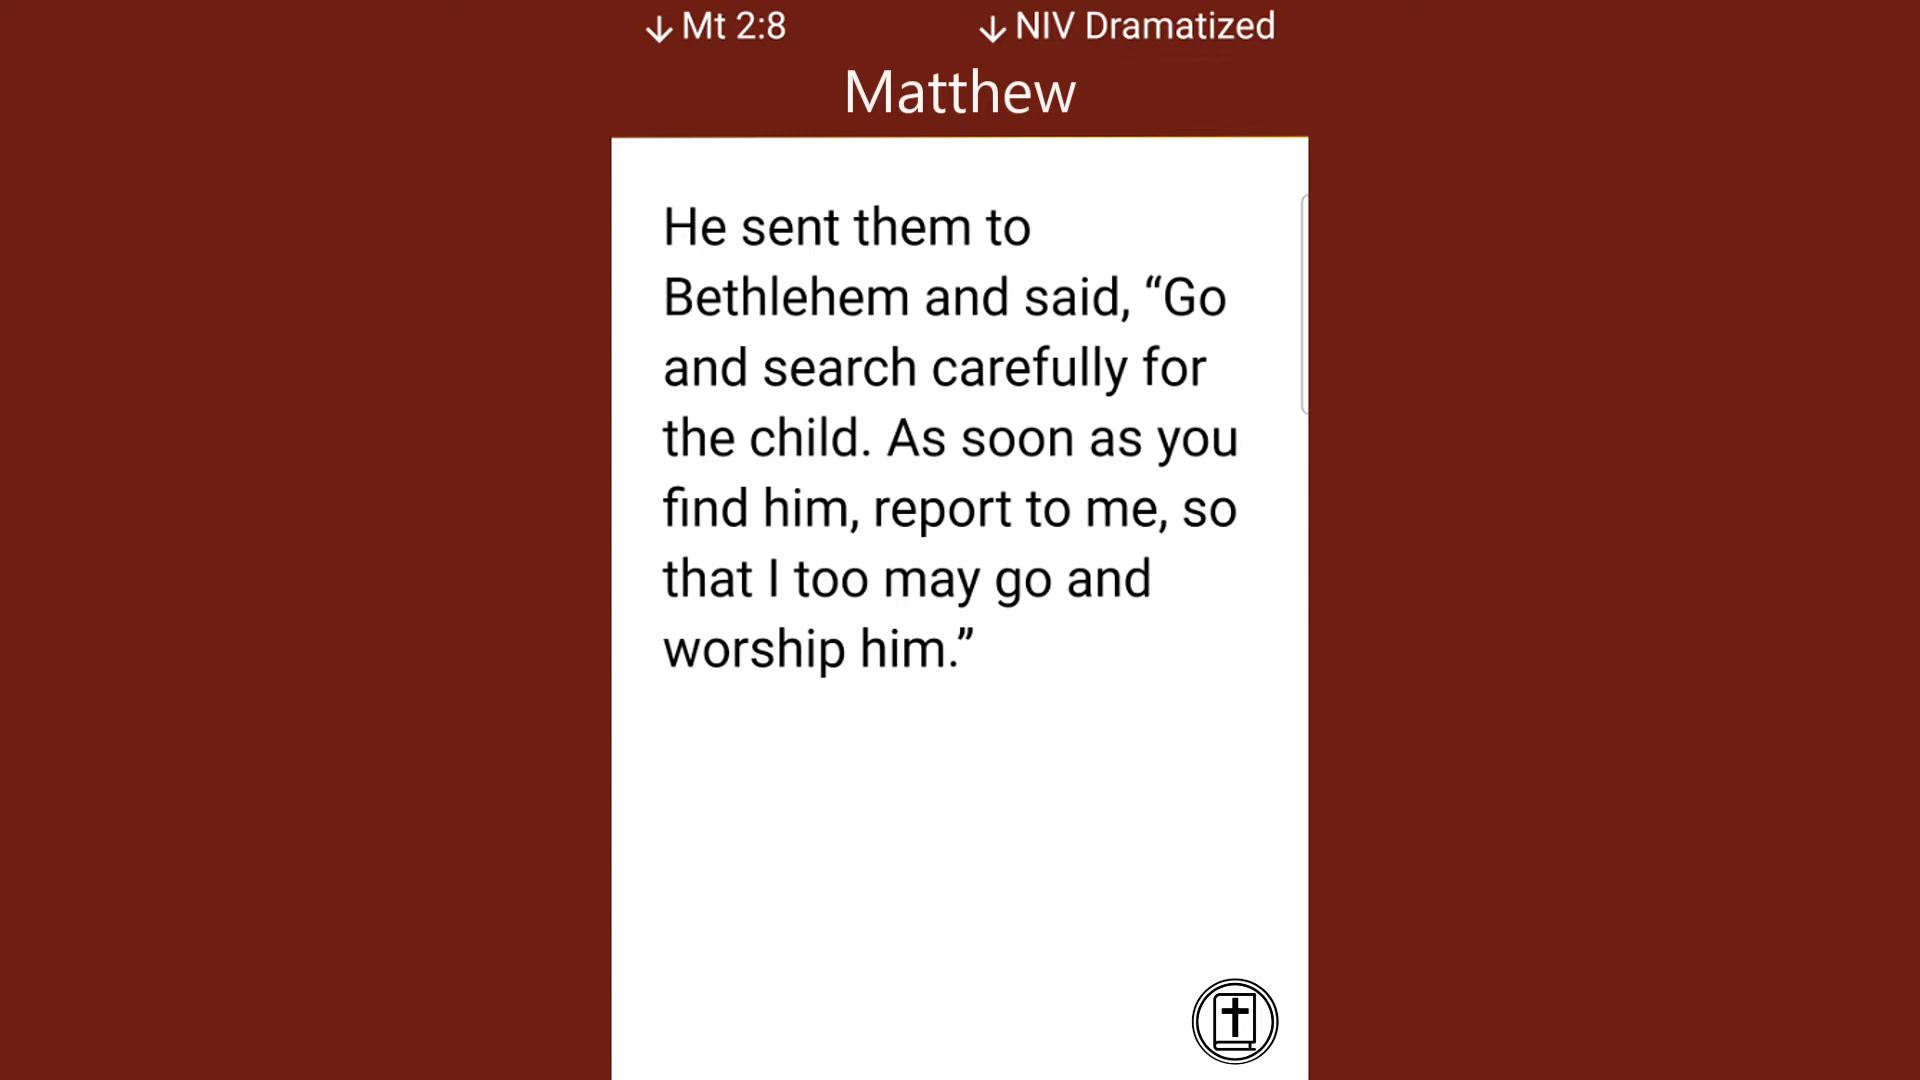 ↓ Mt 2:8 ↓ NIV Dramatized
Matthew
He sent them to
Bethlehem and said, “Go
and search carefully for
the child. As soon as you
find him, report to me, so
that I too may go and
worship him.”